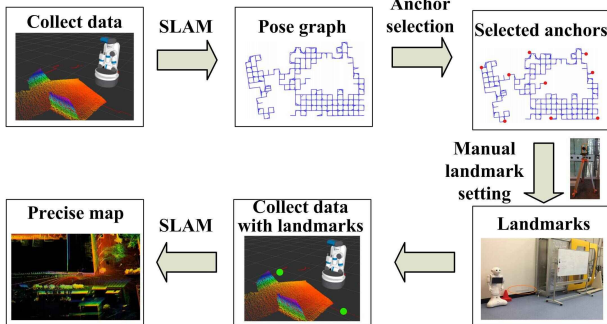 Collect data
SLAM
Pose graph
Anchor
selection
Selected anchors
Manual
landmark
setting
Landmarks
Collect data
with landmarks
SLAM
Precise map